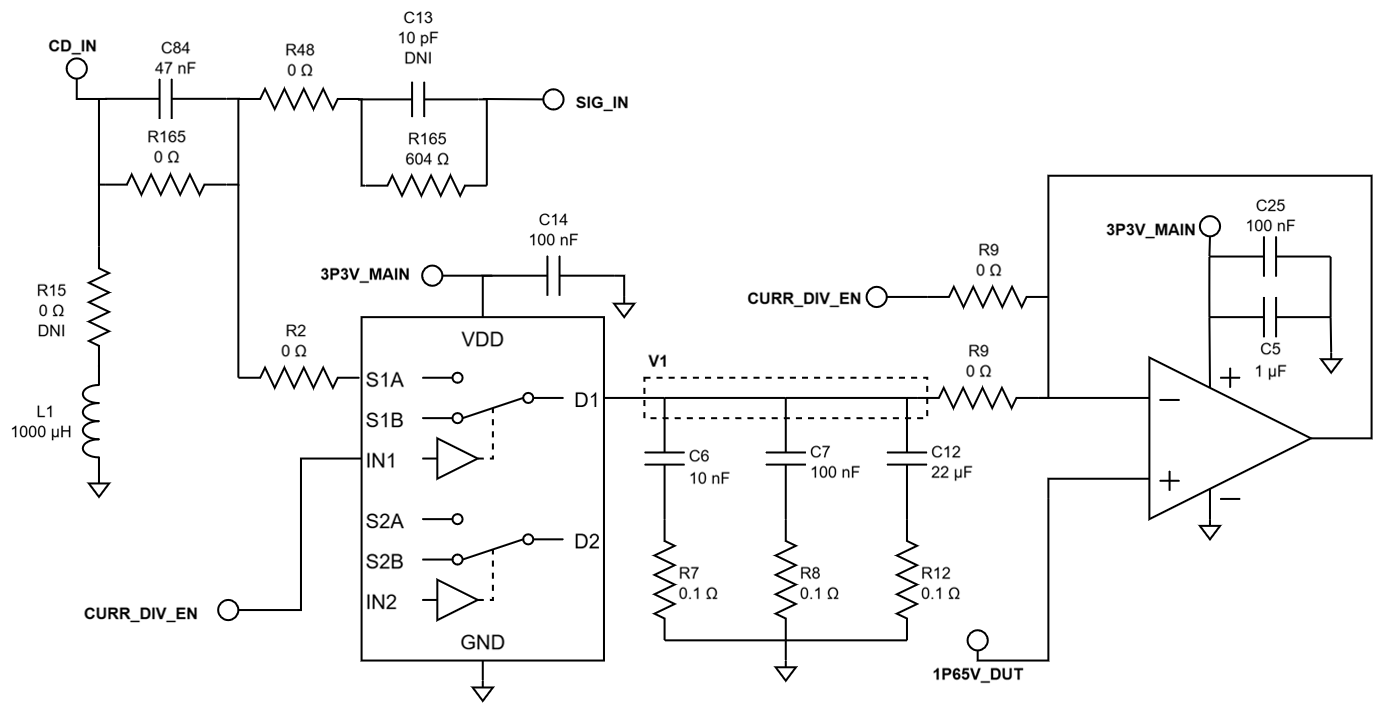 CD_IN
C84
47 nF
R165
0 Ω
R48
0 Ω
C13
10 pF
DNI
R165
604 Ω
SIG_IN
R15
0 Ω
DNI
L1
1000 µH
R2
0 Ω
3P3V_MAIN
C14
100 nF
VDD
S1A
S1B
IN1
D1
S2A
S2B
IN2
D2
GND
CURR_DIV_EN
V1
C6
10 nF
C7
100 nF
C12
22 µF
R7
0.1 Ω
R8
0.1 Ω
R12
0.1 Ω
CURR_DIV_EN
R9
0 Ω
R9
0 Ω
3P3V_MAIN
C25
100 nF
C5
1 µF
+
−
+
−
1P65V_DUT